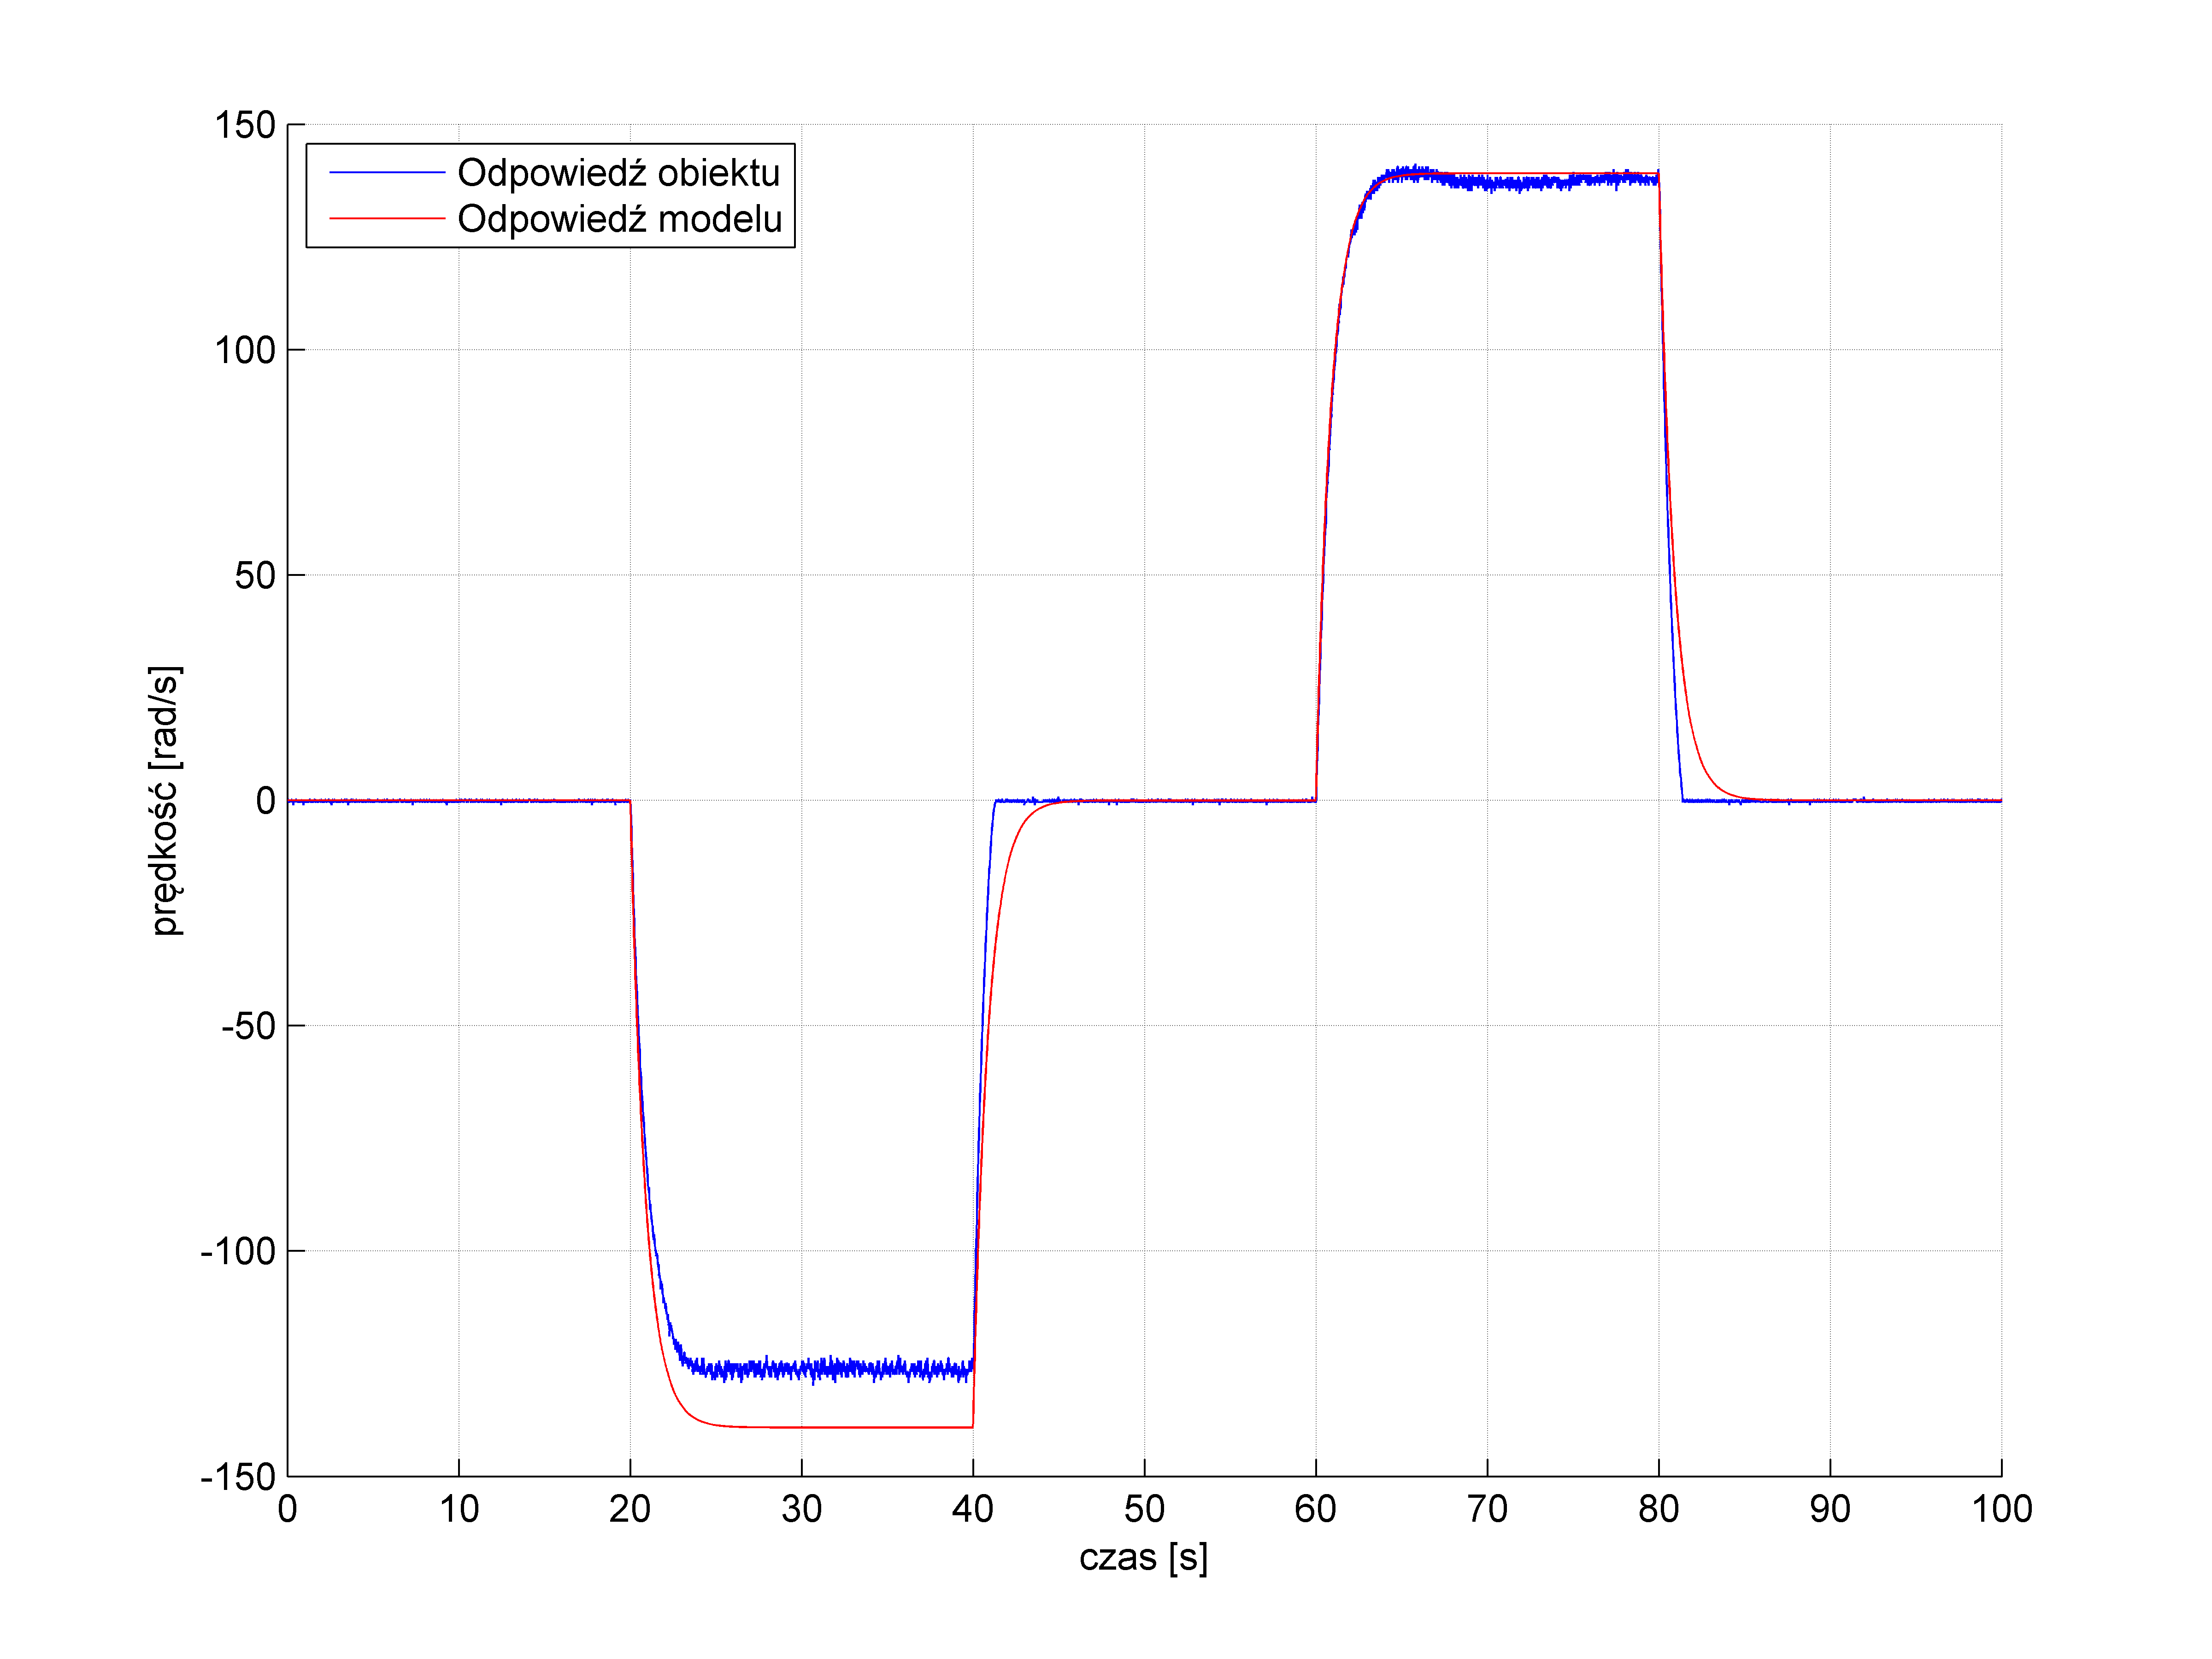 150
Odpowiedź obiektu
Odpowiedź modelu
100
50
0
-50
-100
-150
prędkość [rad/s]
0 10 20 30 40 50 60 70 80 90 100
czas [s]